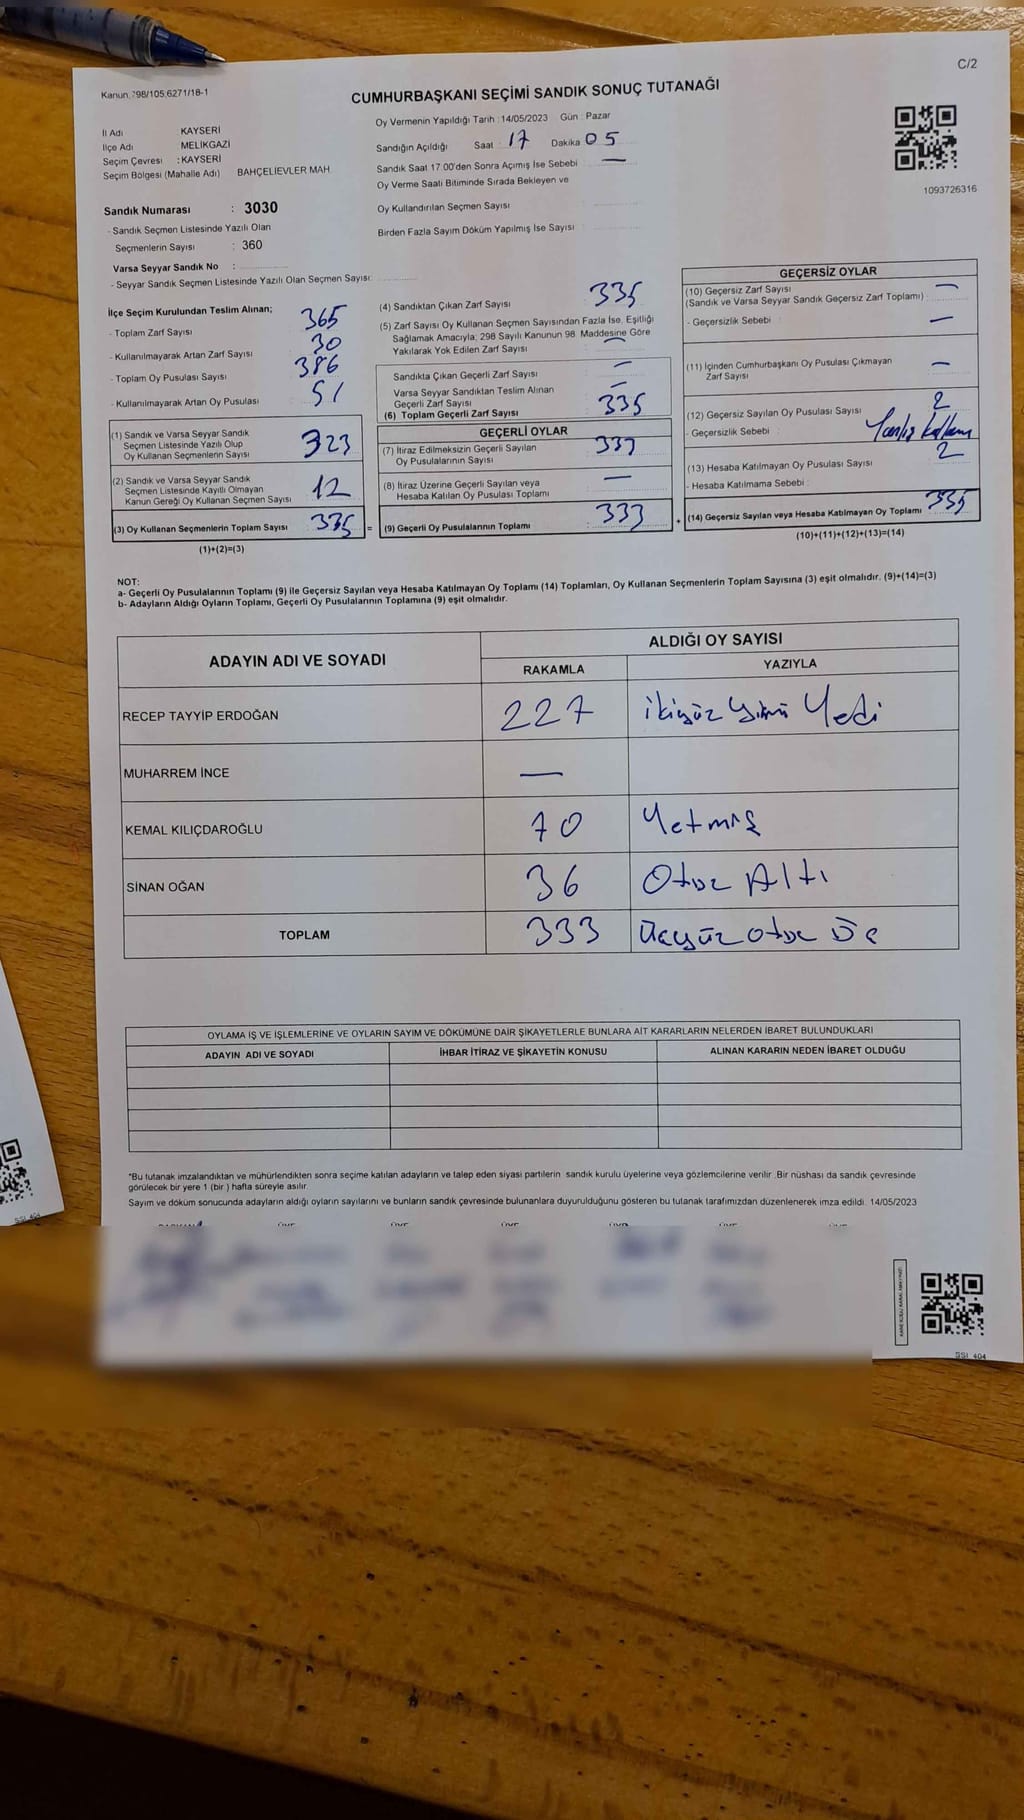 C/2
Kanun: 298/105,6271/18-1
CUMHURBAŞKANI SEÇİMİ SANDIK SONUÇ TUTANAĞI
İl Adı KAYSERİ
İlçe Adı MELİKGAZİ
Seçim Çevresi : KAYSERİ
Seçim Bölgesi (Mahalle Adı) BAHÇELİEVLER MAH.
Oy Vermenin Yapıldığı Tarih : 14/05/2023 Gün : Pazar
Sandığın Açıldığı Saat : 17 Dakika 05
Sandık Saat 17:00'den Sonra Açımış İse Sebebi —
Oy Verme Saati Bitiminde Sırada Bekleyen ve
Oy Kullandırılan Seçmen Sayısı
Birden Fazla Sayım Döküm Yapılmış İse Sayısı
1093726316
Sandık Numarası : 3030
- Sandık Seçmen Listesinde Yazılı Olan
Seçmenlerin Sayısı : 360
Varsa Seyyar Sandık No :
- Seyyar Sandık Seçmen Listesinde Yazılı Olan Seçmen Sayısı:
İlçe Seçim Kurulundan Teslim Alınan;
- Toplam Zarf Sayısı 365
- Kullanılmayarak Artan Zarf Sayısı 30
- Toplam Oy Pusulası Sayısı 386
- Kullanılmayarak Artan Oy Pusulası 51
(1) Sandık ve Varsa Seyyar Sandık
Seçmen Listesinde Yazılı Olup
Oy Kullanan Seçmenlerin Sayısı 323
(2) Sandık ve Varsa Seyyar Sandık
Seçmen Listesinde Kayıtlı Olmayan
Kanun Gereği Oy Kullanan Seçmen Sayısı 12
(3) Oy Kullanan Seçmenlerin Toplam Sayısı 335 =
(1)+(2)=(3)
(4) Sandıktan Çıkan Zarf Sayısı 335
(5) Zarf Sayısı Oy Kullanan Seçmen Sayısından Fazla İse, Eşitliği
Sağlamak Amacıyla; 298 Sayılı Kanunun 98. Maddesine Göre
Yakılarak Yok Edilen Zarf Sayısı —
Sandıkta Çıkan Geçerli Zarf Sayısı —
Varsa Seyyar Sandıktan Teslim Alınan
Geçerli Zarf Sayısı —
(6) Toplam Geçerli Zarf Sayısı 335
GEÇERLİ OYLAR
(7) İtiraz Edilmeksizin Geçerli Sayılan
Oy Pusulalarının Sayısı 333
(8) İtiraz Üzerine Geçerli Sayılan veya
Hesaba Katılan Oy Pusulası Toplamı —
(9) Geçerli Oy Pusulalarının Toplamı 333 +
GEÇERSİZ OYLAR
(10) Geçersiz Zarf Sayısı —
(Sandık ve Varsa Seyyar Sandık Geçersiz Zarf Toplamı)
- Geçersizlik Sebebi : —
(11) İçinden Cumhurbaşkanı Oy Pusulası Çıkmayan
Zarf Sayısı —
(12) Geçersiz Sayılan Oy Pusulası Sayısı 2
- Geçersizlik Sebebi : Yanlış kullanım
(13) Hesaba Katılmayan Oy Pusulası Sayısı 2
- Hesaba Katılmama Sebebi :
(14) Geçersiz Sayılan veya Hesaba Katılmayan Oy Toplamı 335
(10)+(11)+(12)+(13)=(14)
NOT:
a- Geçerli Oy Pusulalarının Toplamı (9) ile Geçersiz Sayılan veya Hesaba Katılmayan Oy Toplamı (14) Toplamları, Oy Kullanan Seçmenlerin Toplam Sayısına (3) eşit olmalıdır. (9)+(14)=(3)
b- Adayların Aldığı Oyların Toplamı, Geçerli Oy Pusulalarının Toplamına (9) eşit olmalıdır.
ADAYIN ADI VE SOYADI ALDIĞI OY SAYISI
RAKAMLA YAZIYLA
RECEP TAYYİP ERDOĞAN 227 ikiyüz yirmi Yedi
MUHARREM İNCE —
KEMAL KILIÇDAROĞLU 70 Yetmiş
SİNAN OĞAN 36 Otuz Altı
TOPLAM 333 Üçyüz otuz Üç
OYLAMA İŞ VE İŞLEMLERİNE VE OYLARIN SAYIM VE DÖKÜMÜNE DAİR ŞİKAYETLERLE BUNLARA AİT KARARLARIN NELERDEN İBARET BULUNDUKLARI
ADAYIN ADI VE SOYADI İHBAR İTİRAZ VE ŞİKAYETİN KONUSU ALINAN KARARIN NEDEN İBARET OLDUĞU
*Bu tutanak imzalandıktan ve mühürlendikten sonra seçime katılan adayların ve talep eden siyasi partilerin sandık kurulu üyelerine veya gözlemcilerine verilir. Bir nüshası da sandık çevresinde
görülecek bir yere 1 (bir ) hafta süreyle asılır.
Sayım ve döküm sonucunda adayların aldığı oyların sayılarını ve bunların sandık çevresinde bulunanlara duyurulduğunu gösteren bu tutanak tarafımızdan düzenlenerek imza edildi. 14/05/2023
SSI 404
SSI 404